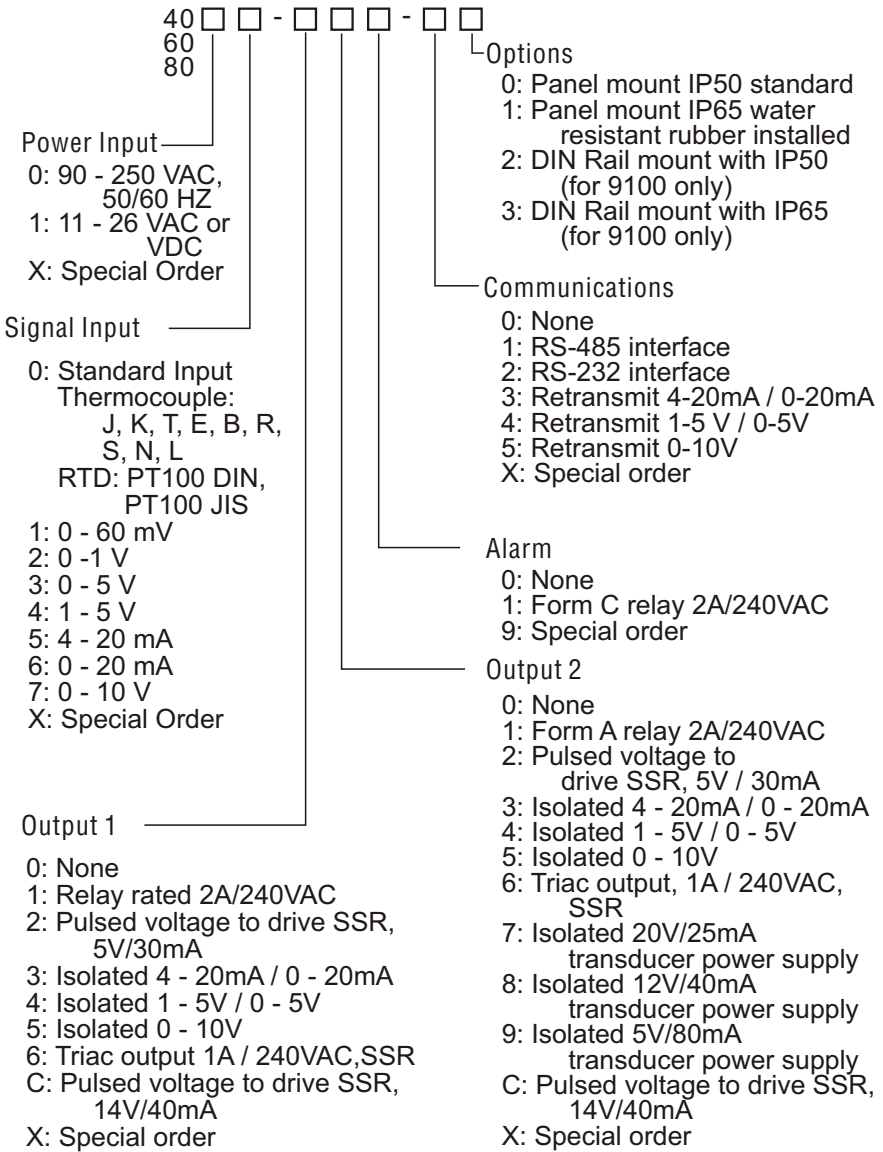 40 □ □ - □ □ □ - □ □
60
80
Power Input
0: 90 - 250 VAC,
50/60 HZ
1: 11 - 26 VAC or
VDC
X: Special Order
Signal Input
0: Standard Input
Thermocouple:
J, K, T, E, B, R,
S, N, L
RTD: PT100 DIN,
PT100 JIS
1: 0 - 60 mV
2: 0 -1 V
3: 0 - 5 V
4: 1 - 5 V
5: 4 - 20 mA
6: 0 - 20 mA
7: 0 - 10 V
X: Special Order
Output 1
0: None
1: Relay rated 2A/240VAC
2: Pulsed voltage to drive SSR,
5V/30mA
3: Isolated 4 - 20mA / 0 - 20mA
4: Isolated 1 - 5V / 0 - 5V
5: Isolated 0 - 10V
6: Triac output 1A / 240VAC,SSR
C: Pulsed voltage to drive SSR,
14V/40mA
X: Special order
Options
0: Panel mount IP50 standard
1: Panel mount IP65 water
resistant rubber installed
2: DIN Rail mount with IP50
(for 9100 only)
3: DIN Rail mount with IP65
(for 9100 only)
Communications
0: None
1: RS-485 interface
2: RS-232 interface
3: Retransmit 4-20mA / 0-20mA
4: Retransmit 1-5 V / 0-5V
5: Retransmit 0-10V
X: Special order
Alarm
0: None
1: Form C relay 2A/240VAC
9: Special order
Output 2
0: None
1: Form A relay 2A/240VAC
2: Pulsed voltage to
drive SSR, 5V / 30mA
3: Isolated 4 - 20mA / 0 - 20mA
4: Isolated 1 - 5V / 0 - 5V
5: Isolated 0 - 10V
6: Triac output, 1A / 240VAC,
SSR
7: Isolated 20V/25mA
transducer power supply
8: Isolated 12V/40mA
transducer power supply
9: Isolated 5V/80mA
transducer power supply
C: Pulsed voltage to drive SSR,
14V/40mA
X: Special order